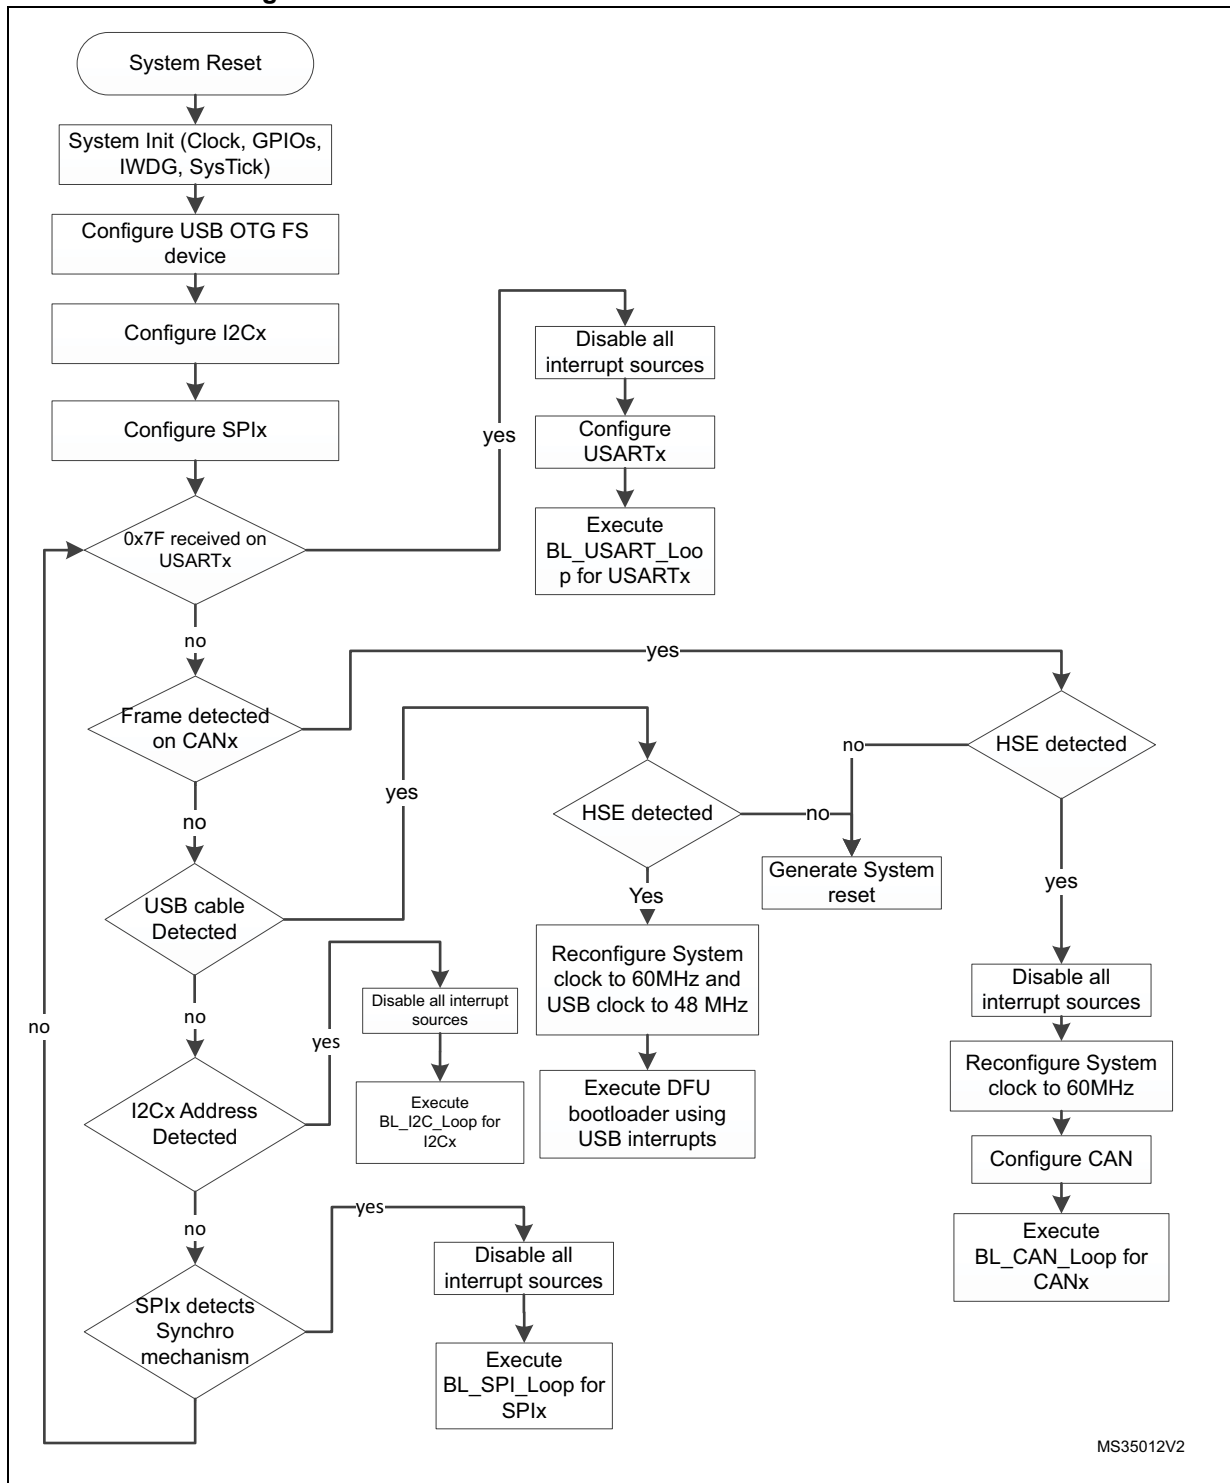 System Reset
System Init (Clock, GPIOs,
IWDG, SysTick)
Configure USB OTG FS
device
Configure I2Cx
Configure SPIx
0x7F received on
USARTx
yes
Disable all
interrupt sources
Configure
USARTx
Execute
BL_USART_Loo
p for USARTx
no
Frame detected
on CANx
yes
HSE detected
no
yes
Disable all
interrupt sources
Reconfigure System
clock to 60MHz
Configure CAN
Execute
BL_CAN_Loop for
CANx
no
USB cable
Detected
yes
HSE detected
no
Generate System
reset
Yes
Reconfigure System
clock to 60MHz and
USB clock to 48 MHz
Execute DFU
bootloader using
USB interrupts
no
I2Cx Address
Detected
yes
Disable all interrupt
sources
Execute
BL_I2C_Loop for
I2Cx
no
SPIx detects
Synchro
mechanism
yes
Disable all
interrupt sources
Execute
BL_SPI_Loop for
SPIx
no
MS35012V2